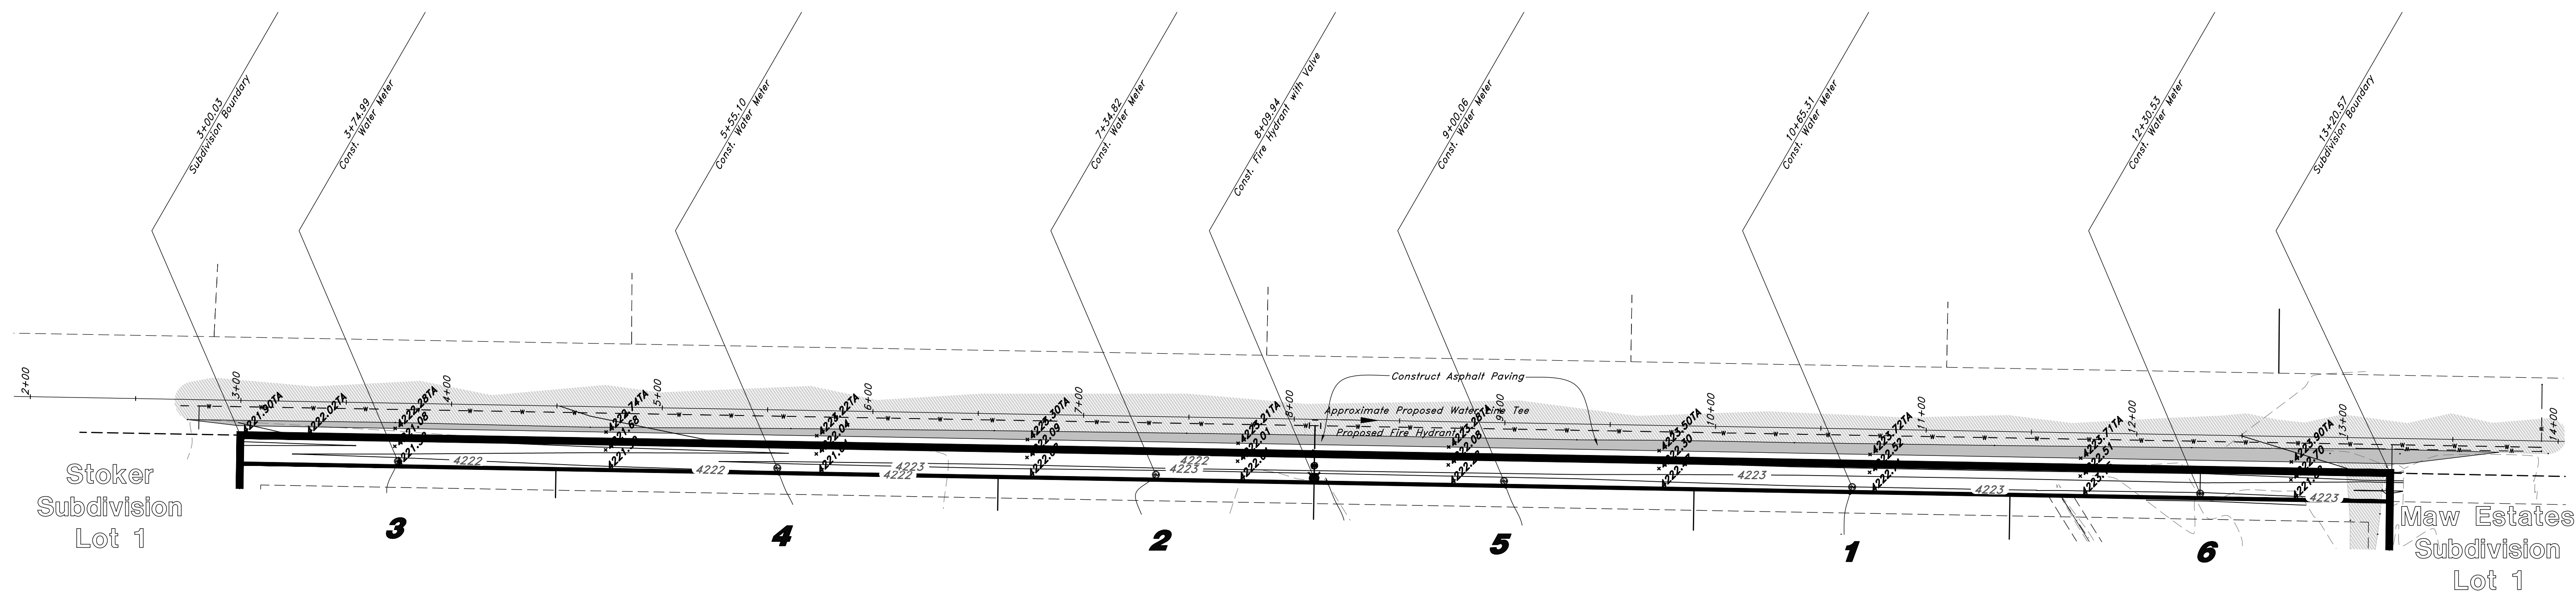 3+00.03
Subdivision Boundary
3+74.99
Const. Water Meter
5+55.10
Const. Water Meter
7+34.82
Const. Water Meter
8+09.94
Const. Fire Hydrant with Valve
9+00.06
Const. Water Meter
10+65.31
Const. Water Meter
12+30.53
Const. Water Meter
13+20.57
Subdivision Boundary
2+00
3+00
4+00
5+00
6+00
7+00
8+00
9+00
10+00
11+00
12+00
13+00
14+00
Construct Asphalt Paving
Approximate Proposed Water Line Tee
Proposed Fire Hydrant
4221.90TA
4222.02TA
4222.28TA
4221.08
4222.74TA
4221.68
4223.22TA
4222.04
4223.30TA
4222.09
4223.21TA
4222.01
4223.28TA
4222.08
4223.50TA
4222.30
4223.72TA
4222.52
4223.71TA
4222.51
4223.90TA
4222.70
4222
4222
4223
4222
4222
4223
4223
4223
4223
Stoker
Subdivision
Lot 1
3
4
2
5
1
6
Maw Estates
Subdivision
Lot 1